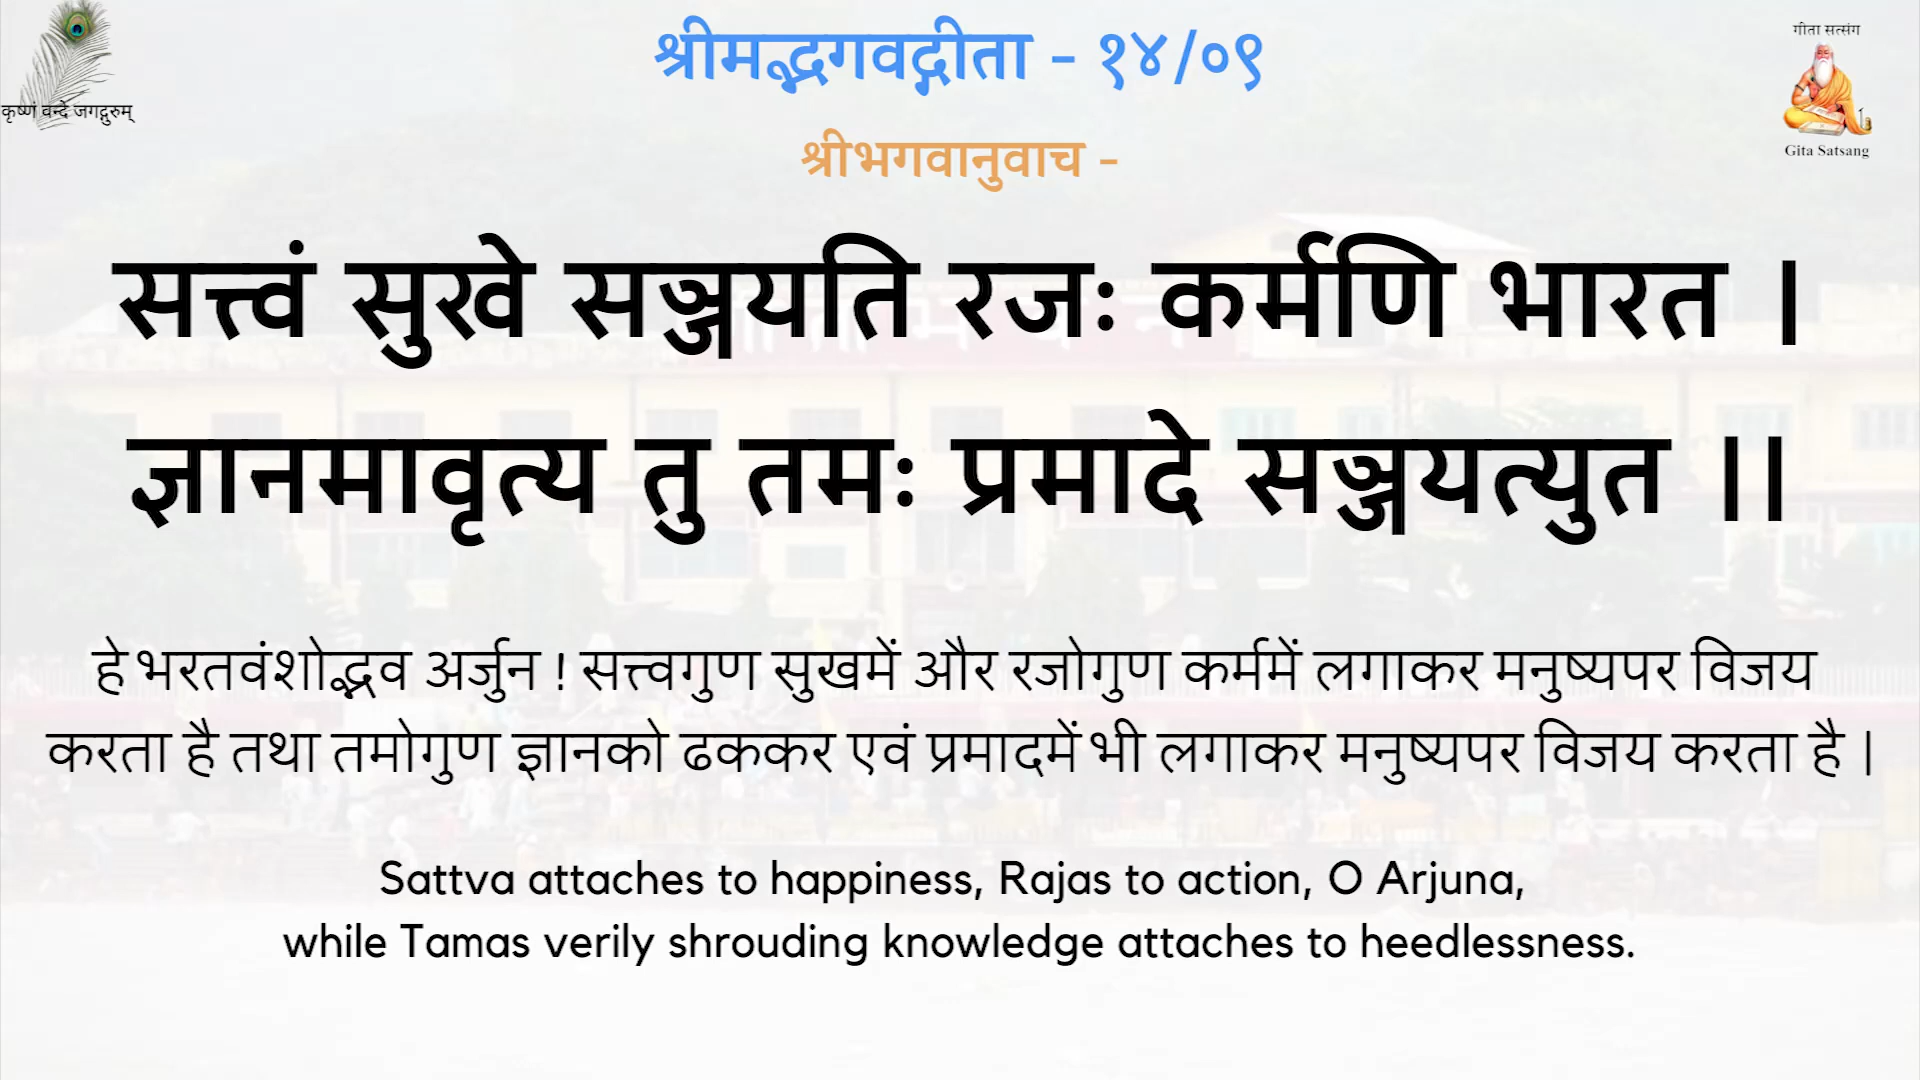 श्रीमद्भगवद्गीता - १४/०९
गीता सत्संग
कृष्णं वन्दे जगद्गुरुम्
Gita Satsang
श्रीभगवानुवाच -
सत्त्वं सुखे सञ्जयति रजः कर्मणि भारत ।
ज्ञानमावृत्य तु तमः प्रमादे सञ्जयत्युत ।।
हे भरतवंशोद्भव अर्जुन ! सत्त्वगुण सुखमें और रजोगुण कर्ममें लगाकर मनुष्यपर विजय
करता है तथा तमोगुण ज्ञानको ढककर एवं प्रमादमें भी लगाकर मनुष्यपर विजय करता है ।
Sattva attaches to happiness, Rajas to action, O Arjuna,
while Tamas verily shrouding knowledge attaches to heedlessness.